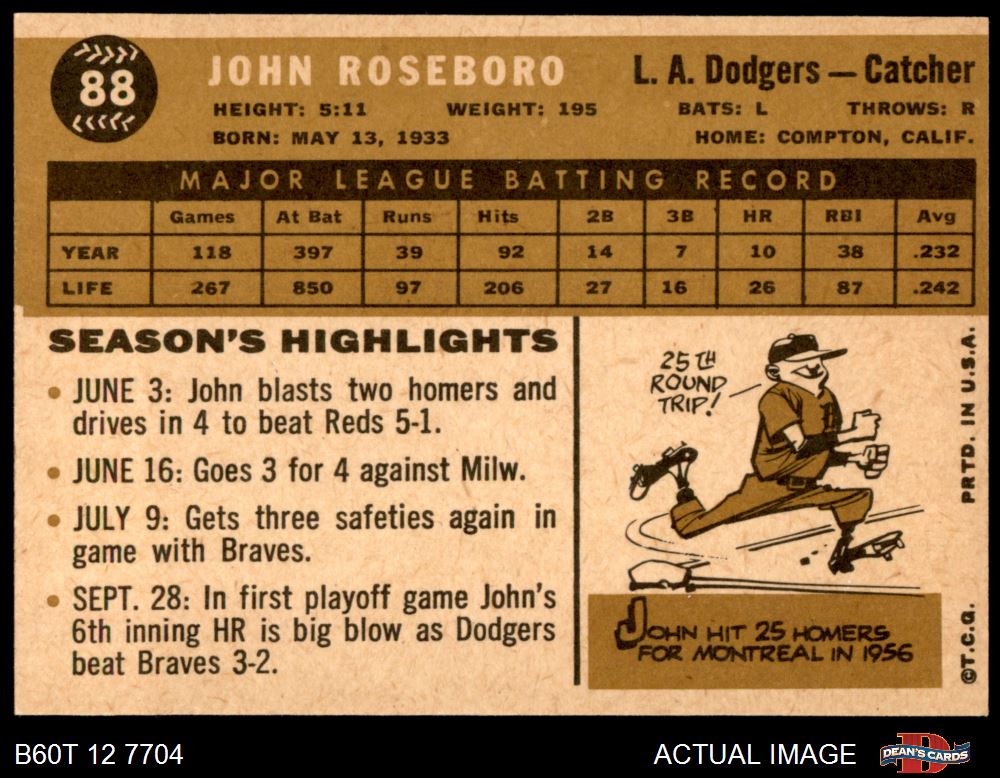 88
JOHN ROSEBORO
L. A. Dodgers — Catcher
HEIGHT: 5:11 WEIGHT: 195 BATS: L THROWS: R
BORN: MAY 13, 1933 HOME: COMPTON, CALIF.
MAJOR LEAGUE BATTING RECORD
Games At Bat Runs Hits 2B 3B HR RBI Avg
YEAR 118 397 39 92 14 7 10 38 .232
LIFE 267 850 97 206 27 16 26 87 .242
SEASON'S HIGHLIGHTS
• JUNE 3: John blasts two homers and
drives in 4 to beat Reds 5-1.
• JUNE 16: Goes 3 for 4 against Milw.
• JULY 9: Gets three safeties again in
game with Braves.
• SEPT. 28: In first playoff game John's
6th inning HR is big blow as Dodgers
beat Braves 3-2.
25TH
ROUND
TRIP!
JOHN HIT 25 HOMERS
FOR MONTREAL IN 1956
©T.C.G. PRTD. IN U.S.A.
B60T 12 7704
ACTUAL IMAGE
D
DEAN'S CARDS